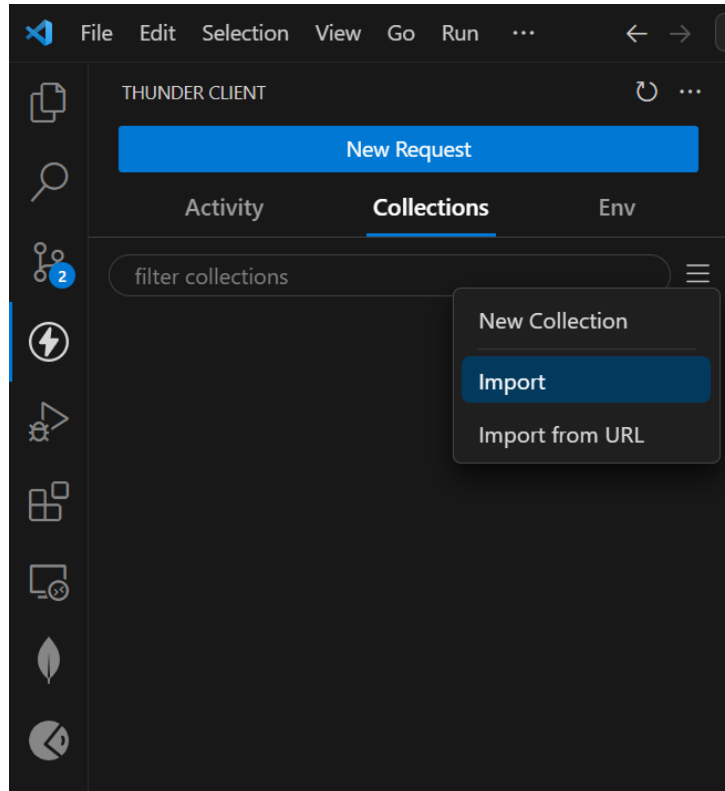 File Edit Selection View Go Run ···
THUNDER CLIENT
New Request
Activity Collections Env
2
filter collections
New Collection
Import
Import from URL